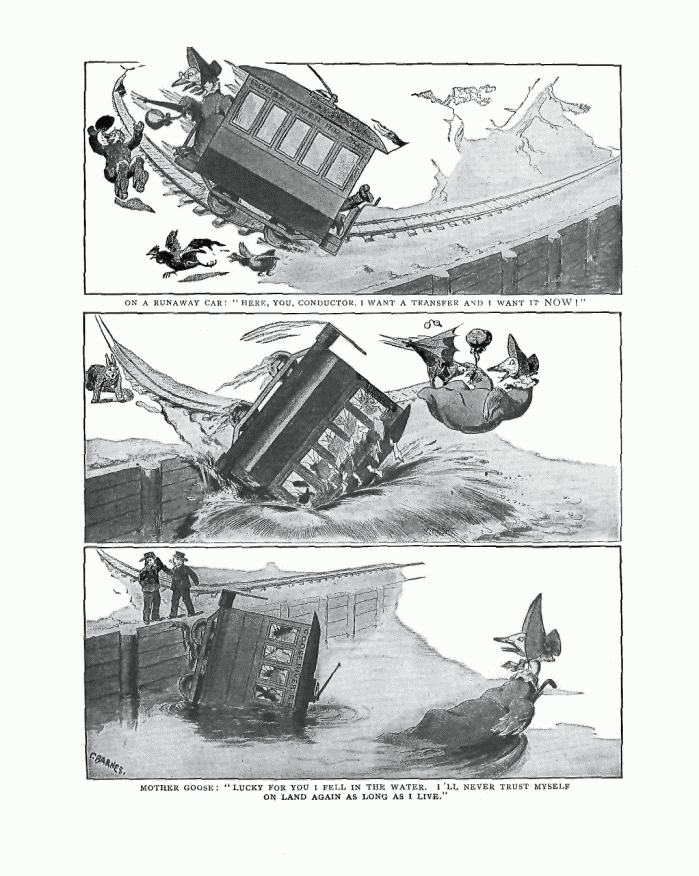 ON A RUNAWAY CAR: "HERE, YOU, CONDUCTOR, I WANT A TRANSFER AND I WANT IT NOW!"
C. BARNES.
MOTHER GOOSE: "LUCKY FOR YOU I FELL IN THE WATER. I'LL NEVER TRUST MYSELF
ON LAND AGAIN AS LONG AS I LIVE."